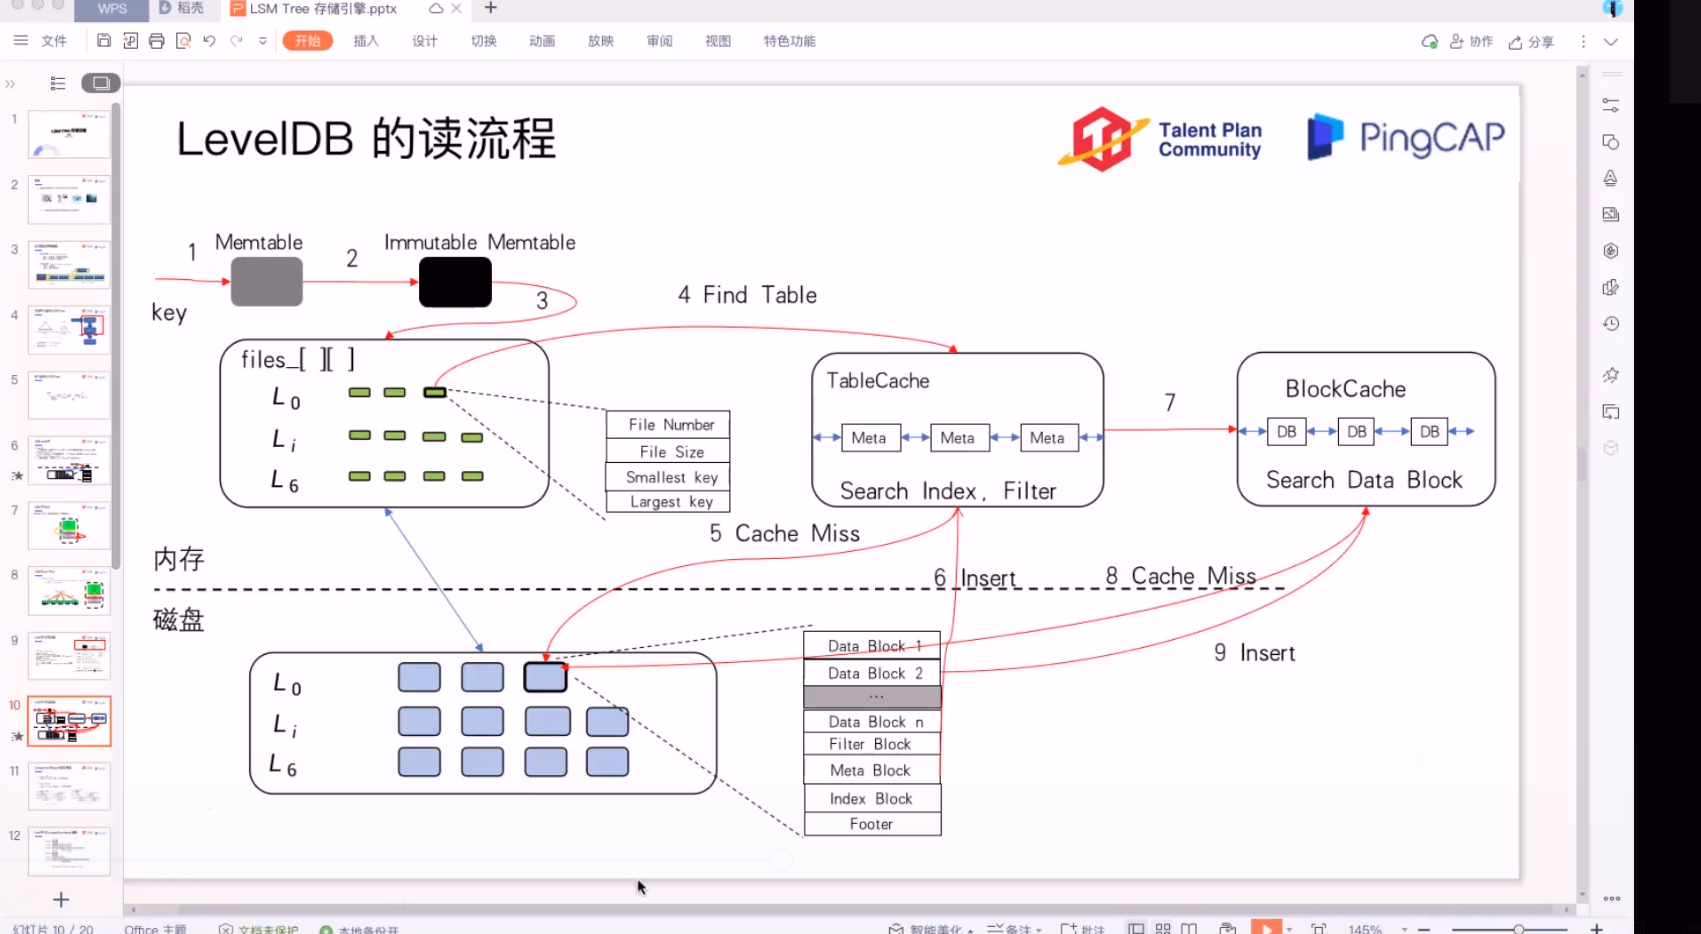 WPS
稻壳
LSM Tree 存储引擎.pptx
文件
开始
插入
设计
切换
动画
放映
审阅
视图
特色功能
协作
分享
LevelDB 的读流程
Talent Plan
Community
PingCAP
1
Memtable
2
Immutable Memtable
key
3
4 Find Table
files_[ ][ ]
L0
Li
L6
File Number
File Size
Smallest key
Largest key
TableCache
Meta
Meta
Meta
Search Index, Filter
7
BlockCache
DB
DB
DB
Search Data Block
5 Cache Miss
内存
6 Insert
8 Cache Miss
磁盘
9 Insert
L0
Li
L6
Data Block 1
Data Block 2
...
Data Block n
Filter Block
Meta Block
Index Block
Footer
1
2
3
4
5
6
7
8
9
10
11
12
幻灯片 10 / 20
Office 主题
文档未保护
本地备份开
智能美化
备注
批注
145%